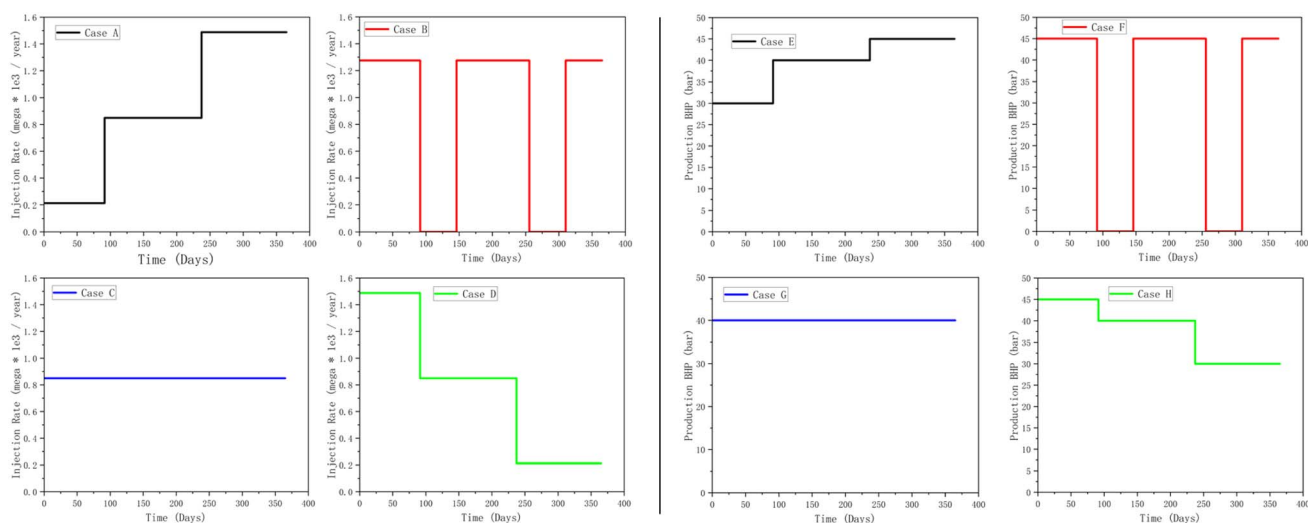 Case A
Injection Rate (mega * 1e3 / year)
1.6
1.4
1.2
1.0
0.8
0.6
0.4
0.2
0.0
0 50 100 150 200 250 300 350 400
Time (Days)
Case B
Injection Rate (mega * 1e3 / year)
1.6
1.4
1.2
1.0
0.8
0.6
0.4
0.2
0.0
0 50 100 150 200 250 300 350 400
Time (Days)
Case E
Production BHP (bar)
50
45
40
35
30
25
20
15
10
5
0
0 50 100 150 200 250 300 350 400
Time (Days)
Case F
Production BHP (bar)
50
45
40
35
30
25
20
15
10
5
0
0 50 100 150 200 250 300 350 400
Time (Days)
Case C
Injection Rate (mega * 1e3 / year)
1.6
1.4
1.2
1.0
0.8
0.6
0.4
0.2
0.0
0 50 100 150 200 250 300 350 400
Time (Days)
Case D
Injection Rate (mega * 1e3 / year)
1.6
1.4
1.2
1.0
0.8
0.6
0.4
0.2
0.0
0 50 100 150 200 250 300 350 400
Time (Days)
Case G
Production BHP (bar)
50
40
30
20
10
0
0 50 100 150 200 250 300 350 400
Time (Days)
Case H
Production BHP (bar)
50
45
40
35
30
25
20
15
10
5
0
0 50 100 150 200 250 300 350 400
Time (Days)